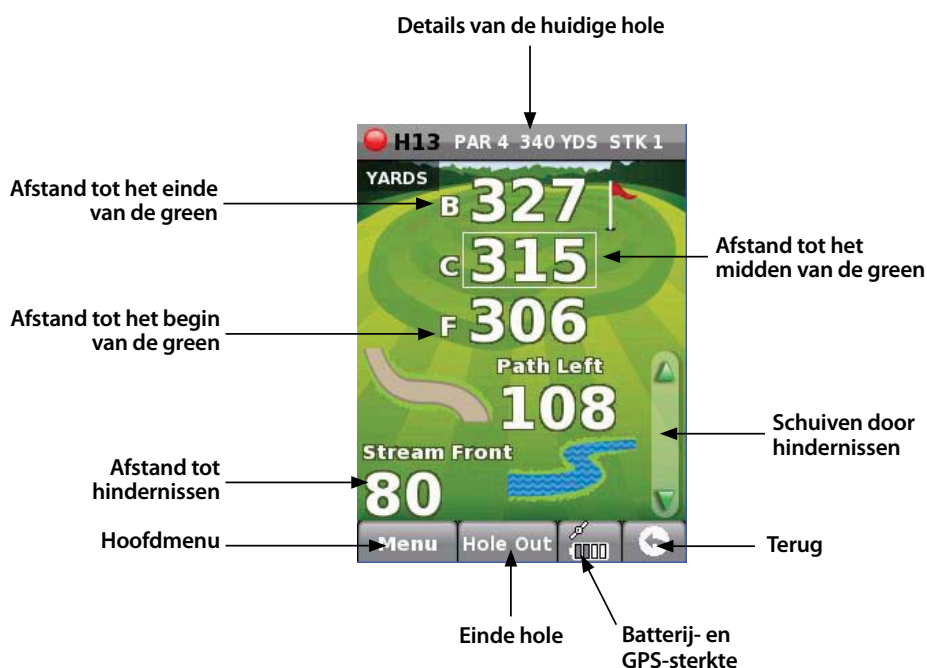 Details van de huidige hole
H13 PAR 4 340 YDS STK 1
YARDS
Afstand tot het einde
van de green
B 327
C 315
Afstand tot het
midden van de green
Afstand tot het begin
van de green
F 306
Path Left
108
Schuiven door
hindernissen
Stream Front
80
Afstand tot
hindernissen
Hoofdmenu
Menu
Hole Out
Terug
Einde hole
Batterij- en
GPS-sterkte